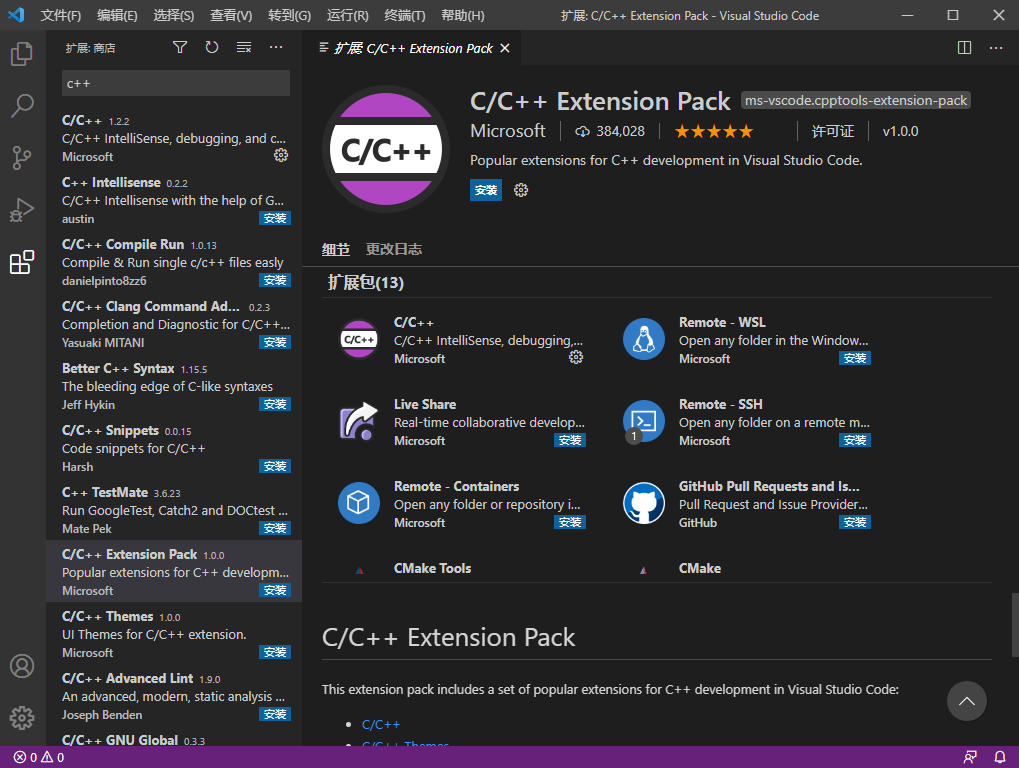 文件(F) 编辑(E) 选择(S) 查看(V) 转到(G) 运行(R) 终端(T) 帮助(H) 扩展: C/C++ Extension Pack - Visual Studio Code
扩展: 商店
c++
C/C++ 1.2.2
C/C++ IntelliSense, debugging, and c...
Microsoft
C++ Intellisense 0.2.2
C/C++ Intellisense with the help of G...
austin 安装
C/C++ Compile Run 1.0.13
Compile & Run single c/c++ files easly
danielpinto8zz6 安装
C/C++ Clang Command Ad... 0.2.3
Completion and Diagnostic for C/C++...
Yasuaki MITANI 安装
Better C++ Syntax 1.15.5
The bleeding edge of C-like syntaxes
Jeff Hykin 安装
C/C++ Snippets 0.0.15
Code snippets for C/C++
Harsh 安装
C++ TestMate 3.6.23
Run GoogleTest, Catch2 and DOCtest ...
Mate Pek 安装
C/C++ Extension Pack 1.0.0
Popular extensions for C++ developm...
Microsoft 安装
C/C++ Themes 1.0.0
UI Themes for C/C++ extension.
Microsoft 安装
C/C++ Advanced Lint 1.9.0
An advanced, modern, static analysis ...
Joseph Benden 安装
C/C++ GNU Global 0.3.3
扩展 C/C++ Extension Pack
C/C++
C/C++ Extension Pack ms-vscode.cpptools-extension-pack
Microsoft 384,028 许可证 v1.0.0
Popular extensions for C++ development in Visual Studio Code.
安装
细节 更改日志
扩展包(13)
C/C++
C/C++
C/C++ IntelliSense, debugging,...
Microsoft
Remote - WSL
Open any folder in the Window...
Microsoft 安装
Live Share
Real-time collaborative develop...
Microsoft 安装
1
Remote - SSH
Open any folder on a remote m...
Microsoft 安装
Remote - Containers
Open any folder or repository i...
Microsoft 安装
GitHub Pull Requests and Is...
Pull Request and Issue Provider...
GitHub 安装
CMake Tools
CMake
C/C++ Extension Pack
This extension pack includes a set of popular extensions for C++ development in Visual Studio Code:
C/C++
C/C++ Themes
0 0